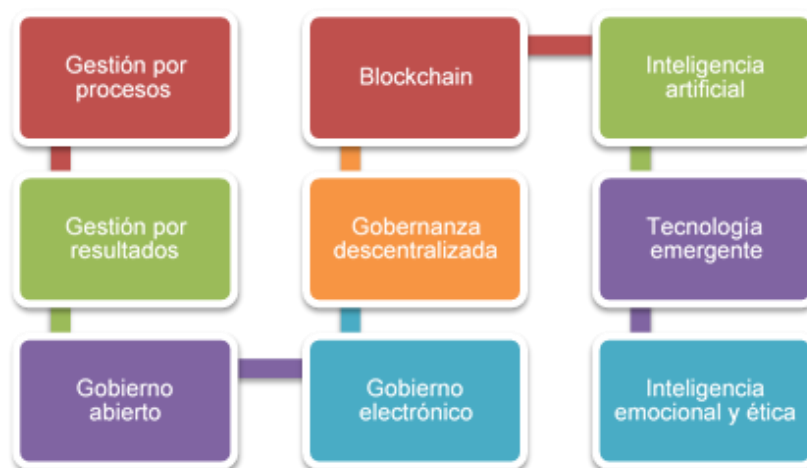 Gestión por
procesos
Gestión por
resultados
Gobierno
abierto
Gobierno
electrónico
Gobernanza
descentralizada
Blockchain
Inteligencia
artificial
Tecnología
emergente
Inteligencia
emocional y ética